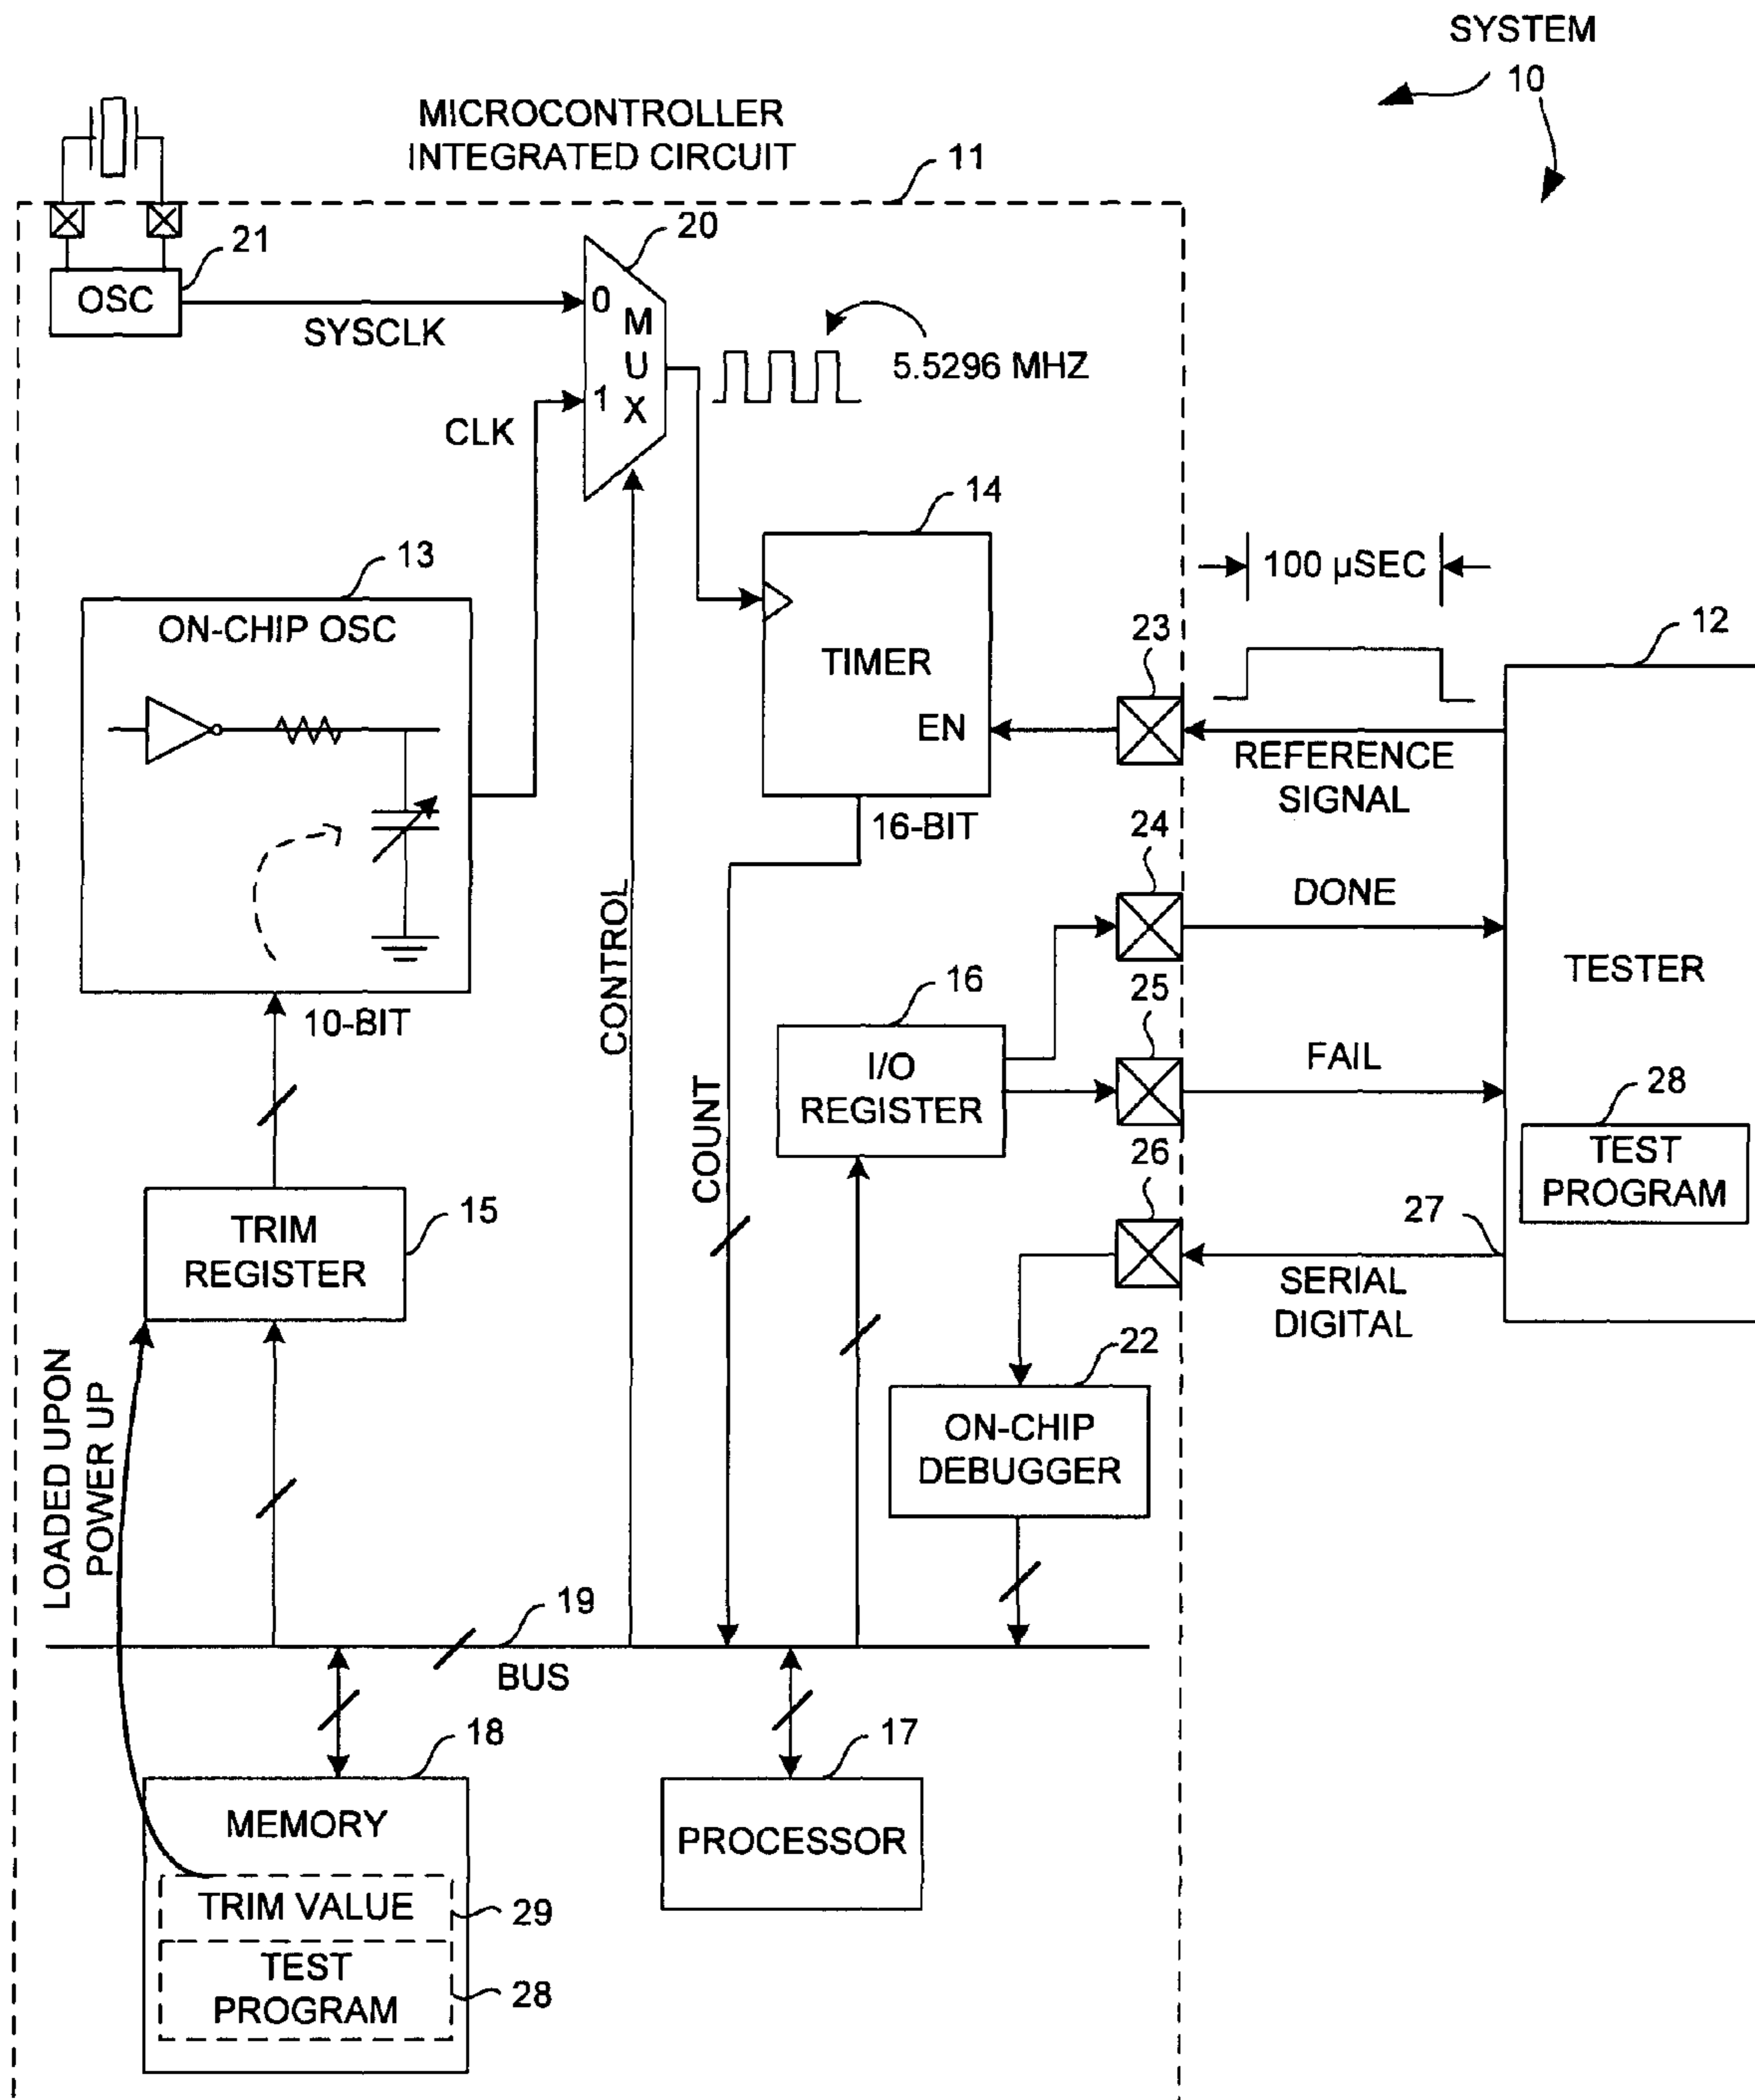 SYSTEM
10
MICROCONTROLLER
INTEGRATED CIRCUIT
11
20
21
OSC
SYSCLK
0
1
M
U
X
5.5296 MHZ
CLK
14
13
ON-CHIP OSC
100 µSEC
12
23
TIMER
EN
REFERENCE
SIGNAL
16-BIT
24
DONE
CONTROL
10-BIT
16
25
TESTER
I/O
REGISTER
FAIL
28
TEST
PROGRAM
COUNT
26
TRIM
REGISTER
15
27
SERIAL
DIGITAL
22
ON-CHIP
DEBUGGER
LOADED UPON
POWER UP
19
BUS
18
17
MEMORY
PROCESSOR
TRIM VALUE
29
TEST
PROGRAM
28